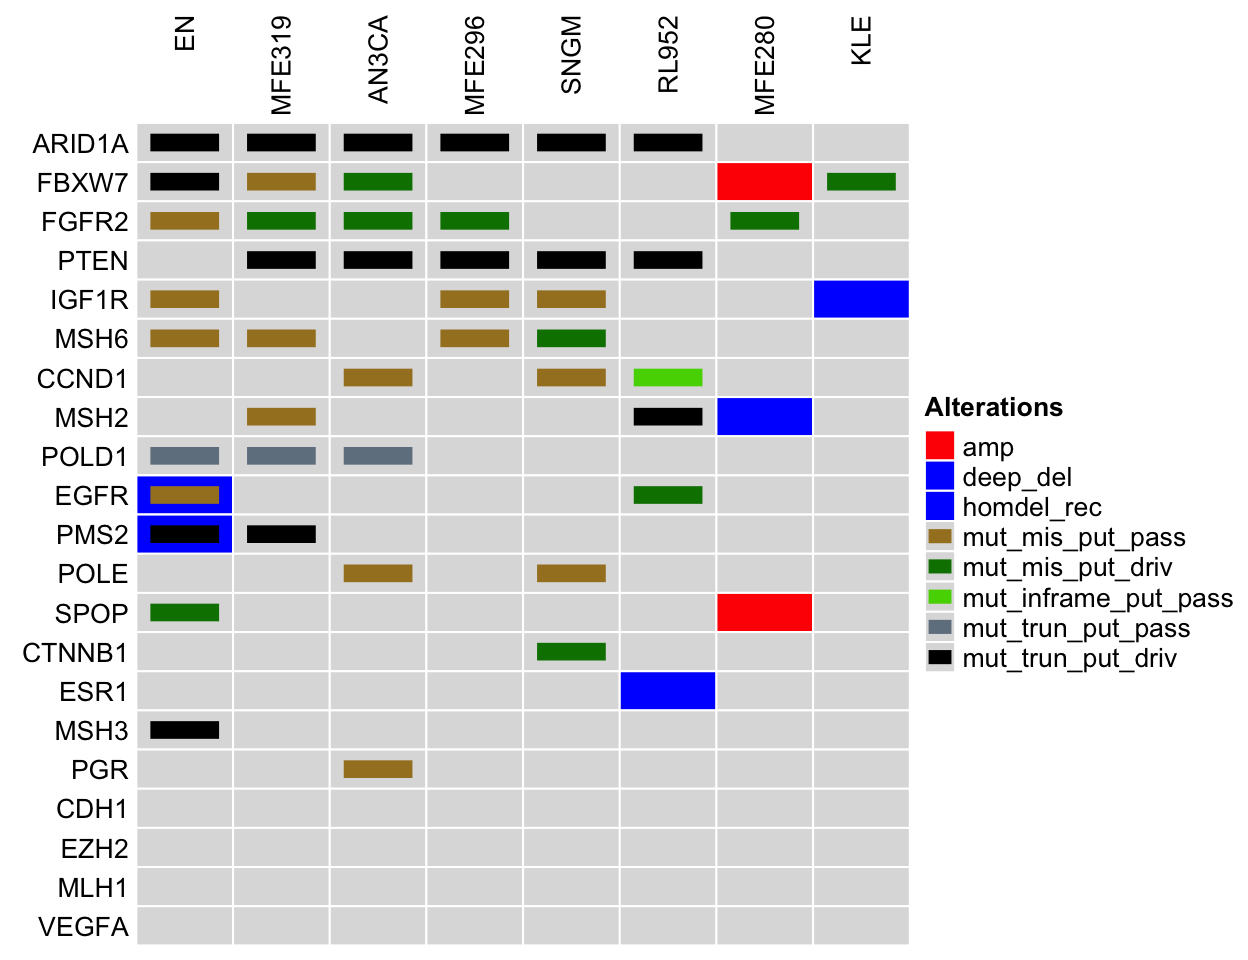 EN
MFE319
AN3CA
MFE296
SNGM
RL952
MFE280
KLE
ARID1A
FBXW7
FGFR2
PTEN
IGF1R
MSH6
CCND1
MSH2
POLD1
EGFR
PMS2
POLE
SPOP
CTNNB1
ESR1
MSH3
PGR
CDH1
EZH2
MLH1
VEGFA
Alterations
amp
deep_del
homdel_rec
mut_mis_put_pass
mut_mis_put_driv
mut_inframe_put_pass
mut_trun_put_pass
mut_trun_put_driv